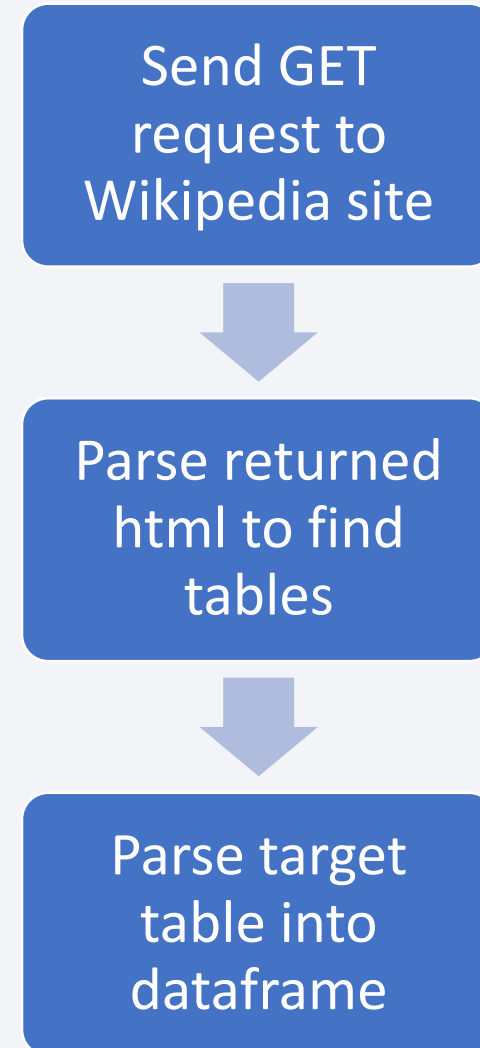 Send GET
request to
Wikipedia site
Parse returned
html to find
tables
Parse target
table into
dataframe